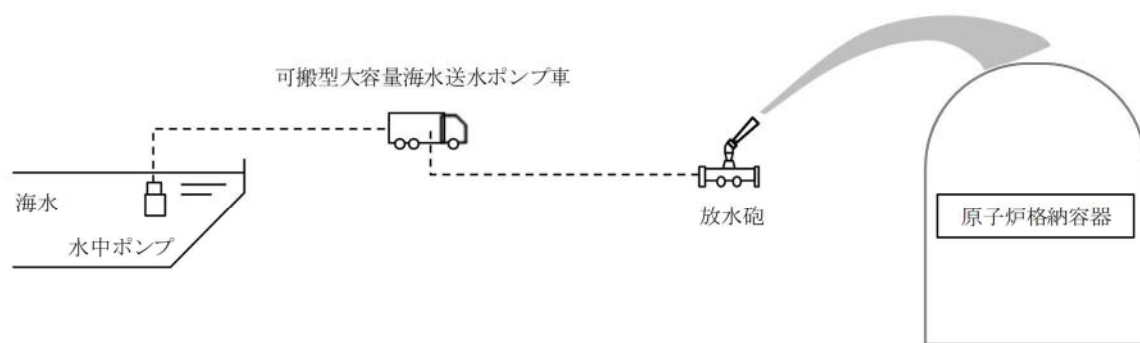 可搬型大容量海水送水ポンプ車
海水
水中ポンプ
放水砲
原子炉格納容器